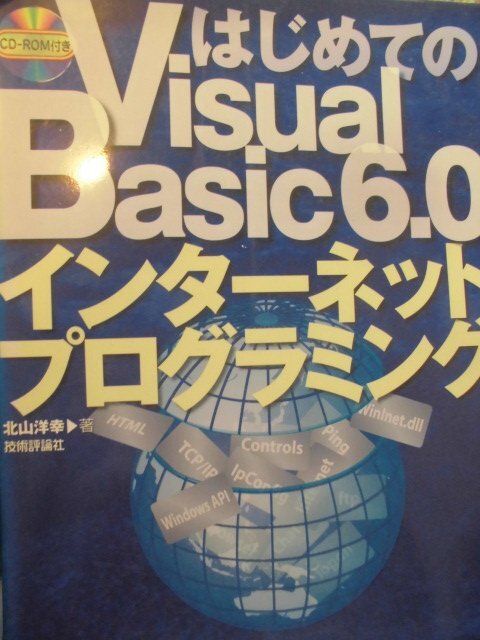 CD-ROM付き
はじめての
Visual
Basic 6.0
インターネット
プログラミング
北山洋幸▶著
技術評論社
HTML
TCP/IP
Controls
Ping
WinInet.dll
IpConfig
Windows API
ftp